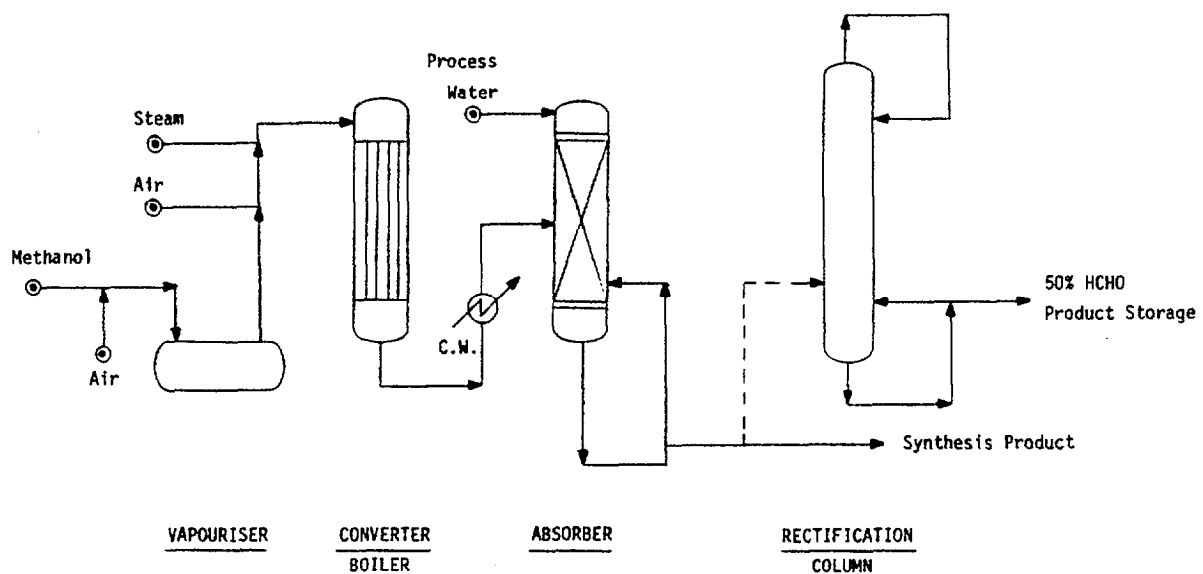 Process
Water
Steam
Air
Methanol
Air
C.W.
50% HCHO
Product Storage
Synthesis Product
VAPOURISER
CONVERTER
BOILER
ABSORBER
RECTIFICATION
COLUMN